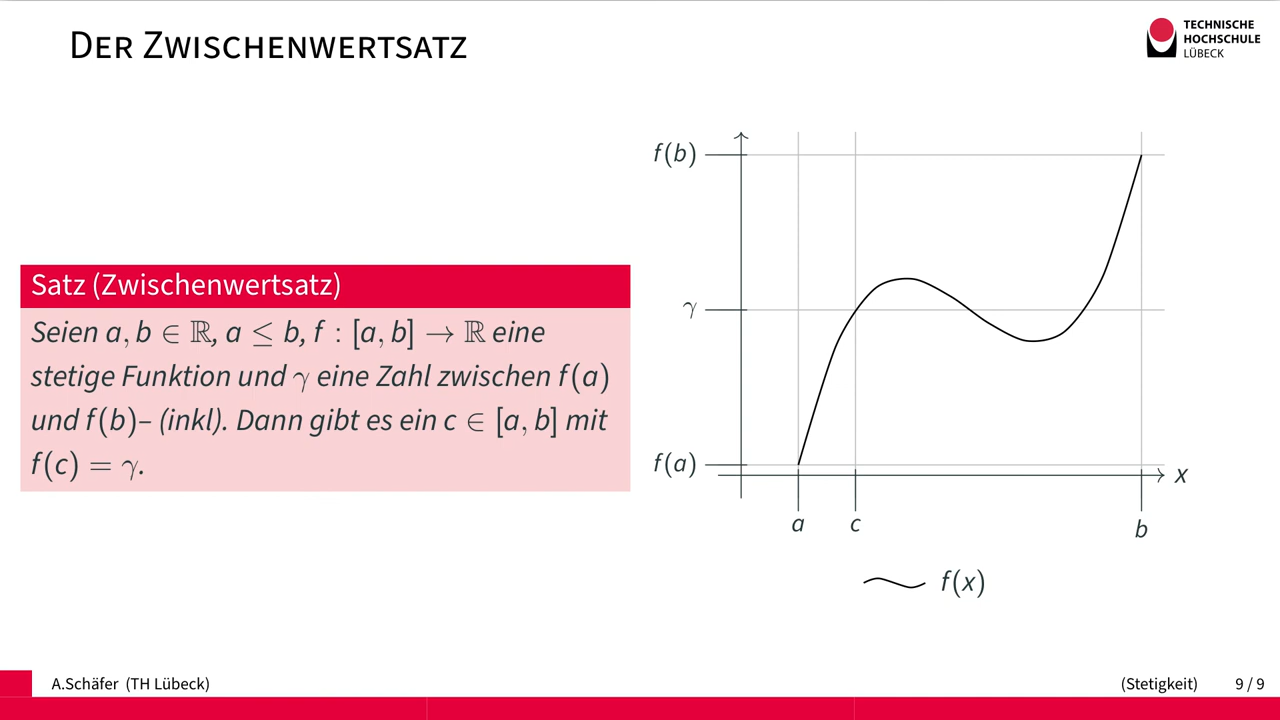 DER ZWISCHENWERTSATZ
TECHNISCHE
HOCHSCHULE
LÜBECK
Satz (Zwischenwertsatz)
Seien a, b ∈ ℝ, a ≤ b, f : [a, b] → ℝ eine
stetige Funktion und γ eine Zahl zwischen f(a)
und f(b)– (inkl). Dann gibt es ein c ∈ [a, b] mit
f(c) = γ.
f(b)
γ
f(a)
x
a c b
f(x)
A.Schäfer (TH Lübeck) (Stetigkeit) 9 / 9